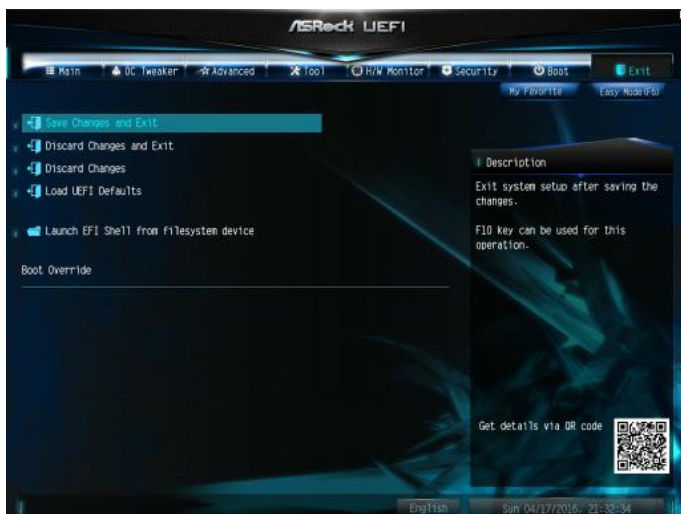 ASRock UEFI
Main
OC Tweaker
Advanced
Tool
H/W Monitor
Security
Boot
Exit
My Favorite
Easy Mode(F6)
Save Changes and Exit
Discard Changes and Exit
Discard Changes
Load UEFI Defaults
Launch EFI Shell from filesystem device
Boot Override
Description
Exit system setup after saving the
changes.
F10 key can be used for this
operation.
Get details via QR code
English
Sun 04/17/2016. 21:32:34